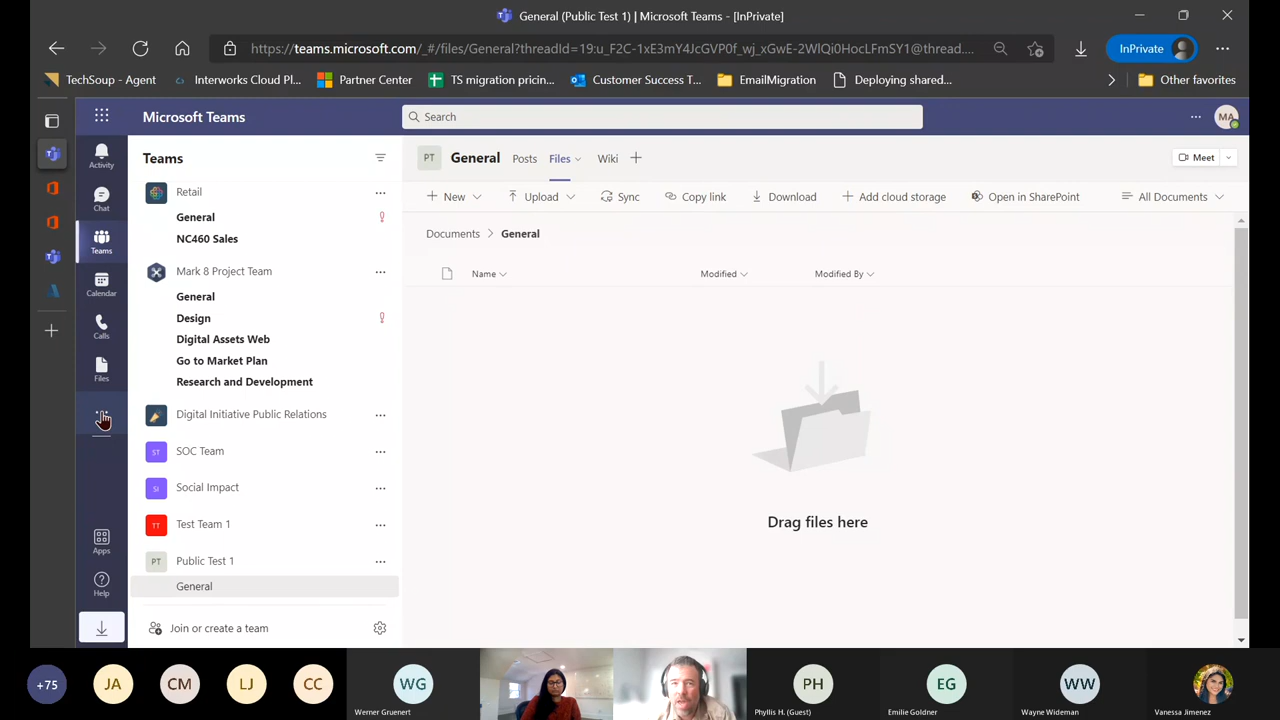 General (Public Test 1) | Microsoft Teams - [InPrivate]
https://teams.microsoft.com/_#/files/General?threadId=19:u_F2C-1xE3mY4JcGVP0f_wj_xGwE-2WlQi0HocLFmSY1@thread....
InPrivate
TechSoup - Agent
Interworks Cloud Pl...
Partner Center
TS migration pricin...
Customer Success T...
EmailMigration
Deploying shared...
Other favorites
Microsoft Teams
Search
MA
Activity
Chat
Teams
Calendar
Calls
Files
Apps
Help
Teams
Retail
General
NC460 Sales
Mark 8 Project Team
General
Design
Digital Assets Web
Go to Market Plan
Research and Development
Digital Initiative Public Relations
ST
SOC Team
SI
Social Impact
TT
Test Team 1
PT
Public Test 1
General
Join or create a team
PT
General
Posts
Files
Wiki
Meet
New
Upload
Sync
Copy link
Download
Add cloud storage
Open in SharePoint
All Documents
Documents > General
Name
Modified
Modified By
Drag files here
+75
JA
CM
LJ
CC
WG
Werner Gruenert
PH
Phyllis H. (Guest)
EG
Emilie Goldner
WW
Wayne Wideman
Vanessa Jimenez